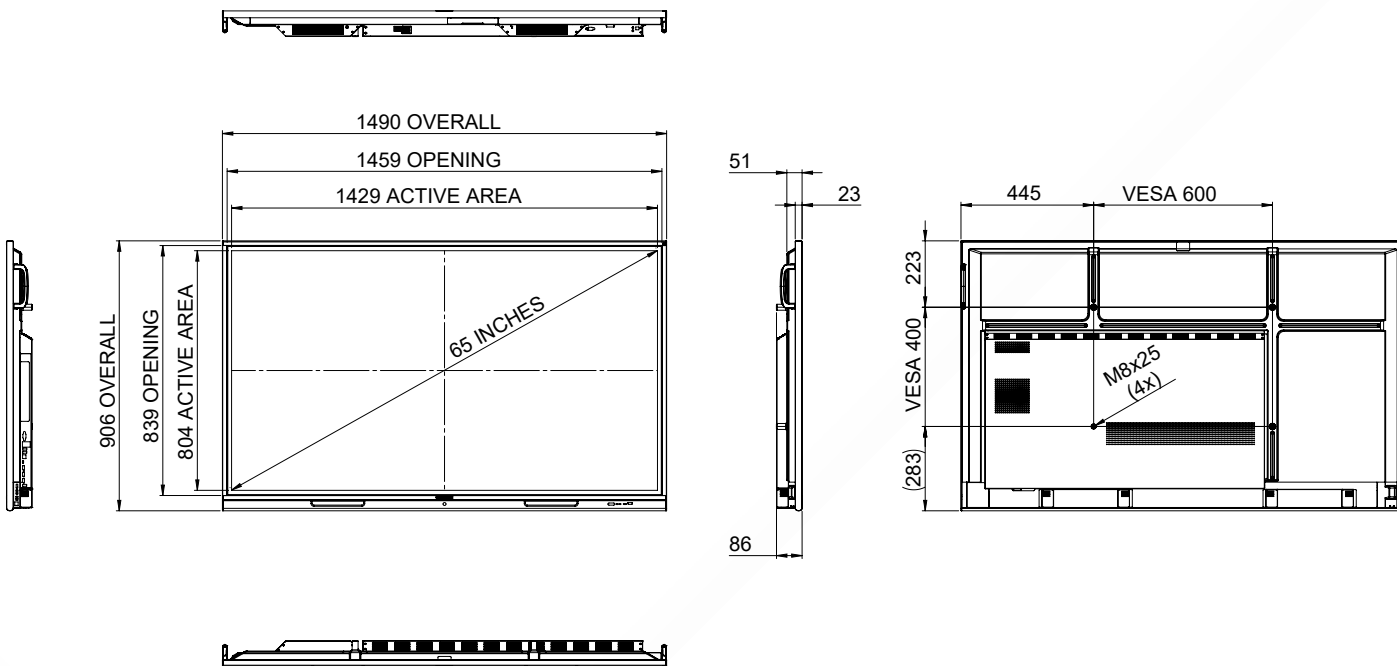 1490 OVERALL
1459 OPENING
1429 ACTIVE AREA
906 OVERALL
839 OPENING
804 ACTIVE AREA
65 INCHES
51
23
86
445
VESA 600
223
VESA 400
(283)
M8x25
(4x)